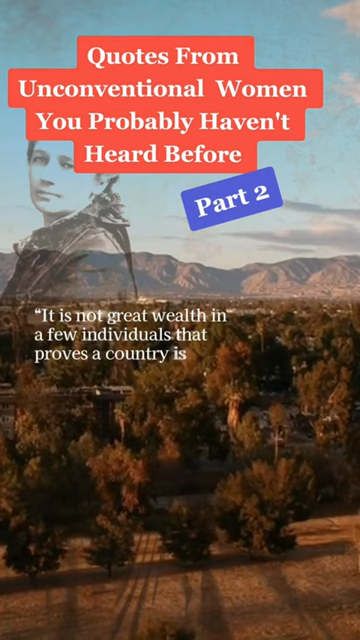 Quotes From
Unconventional Women
You Probably Haven't
Heard Before
Part 2
“It is not great wealth in
a few individuals that
proves a country is